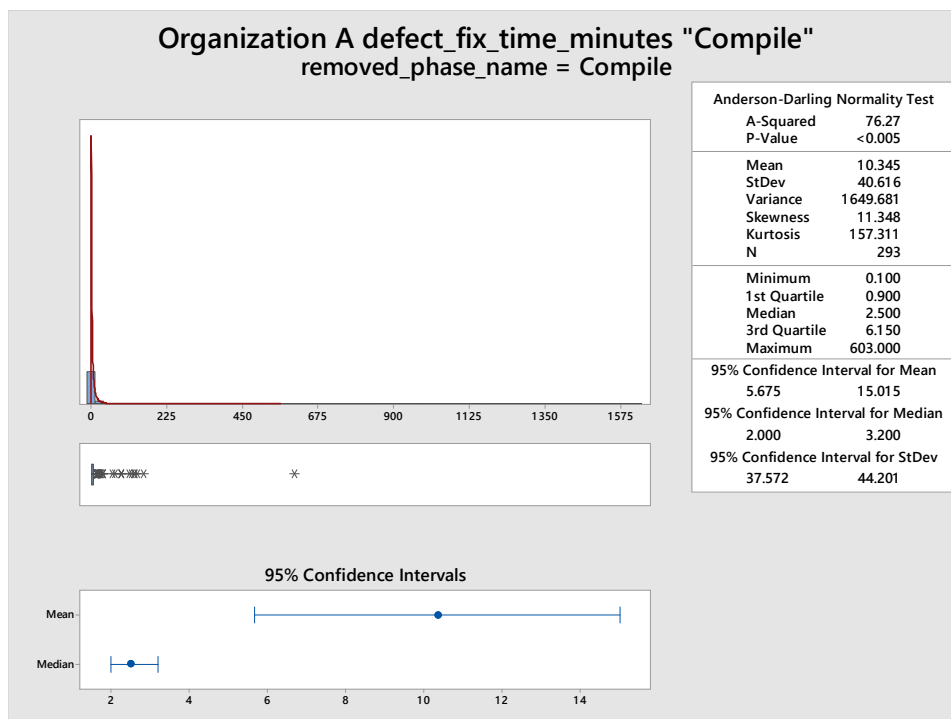 Organization A defect_fix_time_minutes "Compile"
removed_phase_name = Compile
Anderson-Darling Normality Test
A-Squared 76.27
P-Value <0.005
Mean 10.345
StDev 40.616
Variance 1649.681
Skewness 11.348
Kurtosis 157.311
N 293
Minimum 0.100
1st Quartile 0.900
Median 2.500
3rd Quartile 6.150
Maximum 603.000
95% Confidence Interval for Mean
5.675 15.015
95% Confidence Interval for Median
2.000 3.200
95% Confidence Interval for StDev
37.572 44.201
0 225 450 675 900 1125 1350 1575
95% Confidence Intervals
Mean
Median
2 4 6 8 10 12 14